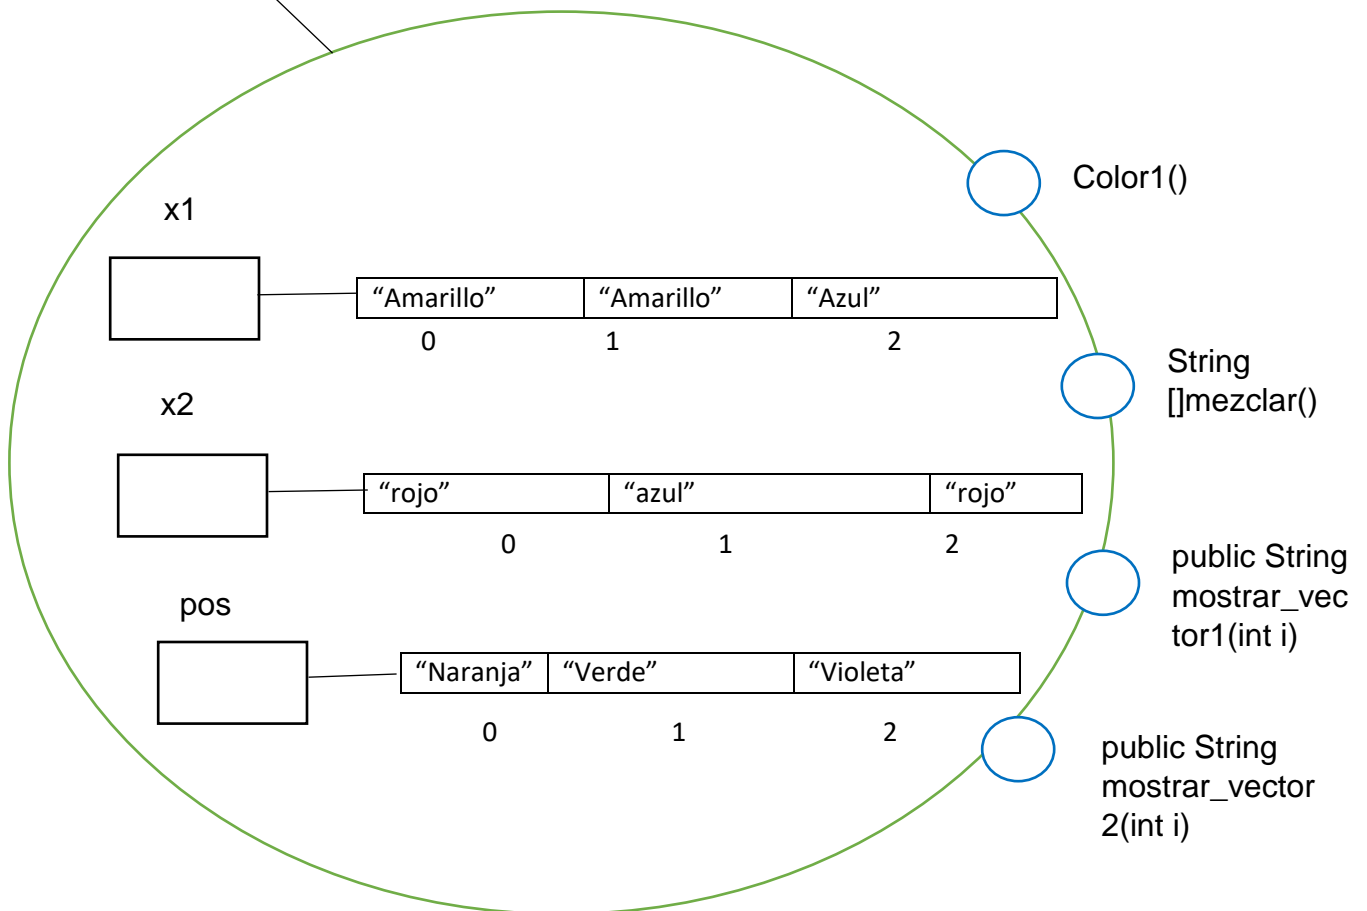 Color1()
x1
“Amarillo” “Amarillo” “Azul”
0 1 2
String
[]mezclar()
x2
“rojo” “azul” “rojo”
0 1 2
public String
mostrar_vec
tor1(int i)
pos
“Naranja” “Verde” “Violeta”
0 1 2
public String
mostrar_vector
2(int i)